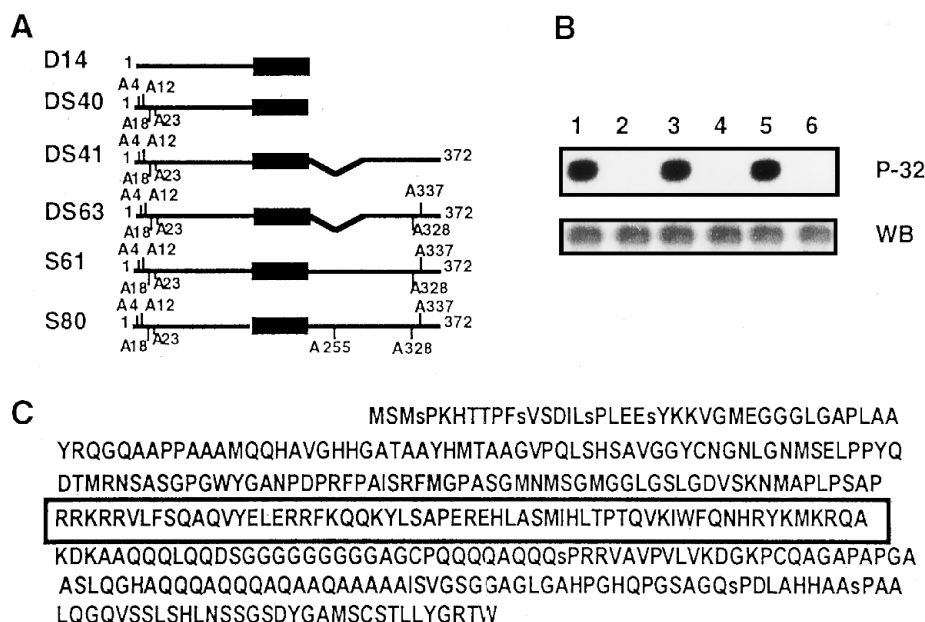 A
D14 1
A4 A12
DS40 1
A18 A23
A4 A12
DS41 1 372
A18 A23
A4 A12 A337
DS63 1 372
A18 A23 A328
A4 A12 A337
S61 1 372
A18 A23 A328
A4 A12 A337
S80 1 372
A18 A23 A255 A328
B
1 2 3 4 5 6
P-32
WB
C
MSMsPKHTTPFsVSDILsPLEEsYKKVGMEGGGLGAPLAA
YRQGQAAPPAAAMQQHAVGHHGATAAYHMTAAGVPQLSHSAVGGYCNGNLGNMSELPPYQ
DTMRNSASGPGWYGANPDPRFPAISRFMGPASGMNMSGMGGLGSLGDVSKNMAPLPSAP
RRKRRVLFSQAQVYELERRFKQQKYLSAPEREHLASMIHLTPTQVKIWFQNHRYKMKRQA
KDKAAQQQLQQDSGGGGGGGGGAGCPQQQQAQQQsPRRVAVPVLVKDGKPCQAGAPAPGA
ASLQGHAQQQAQQQAQAAQAAAAAISVGSGGAGLGAHPGHQPGSAGQsPDLAHHAAsPAA
LQGQVSSLSHLNSSGSDYGAMSCSTLLYGRTW